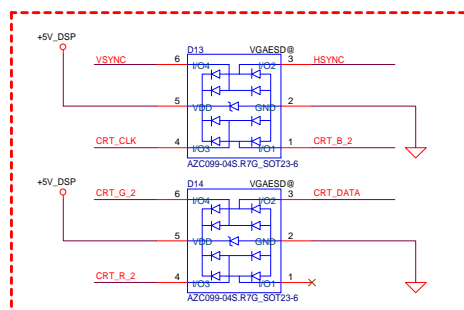 +5V_DSP
D13 VGAESD@
VSYNC 6 3 HSYNC
I/O4 I/O2
5 VDD GND 2
CRT_CLK 4 1 CRT_B_2
I/O3 I/O1
AZC099-04S.R7G_SOT23-6
+5V_DSP
D14 VGAESD@
CRT_G_2 6 3 CRT_DATA
I/O4 I/O2
5 VDD GND 2
CRT_R_2 4 1
I/O3 I/O1
AZC099-04S.R7G_SOT23-6